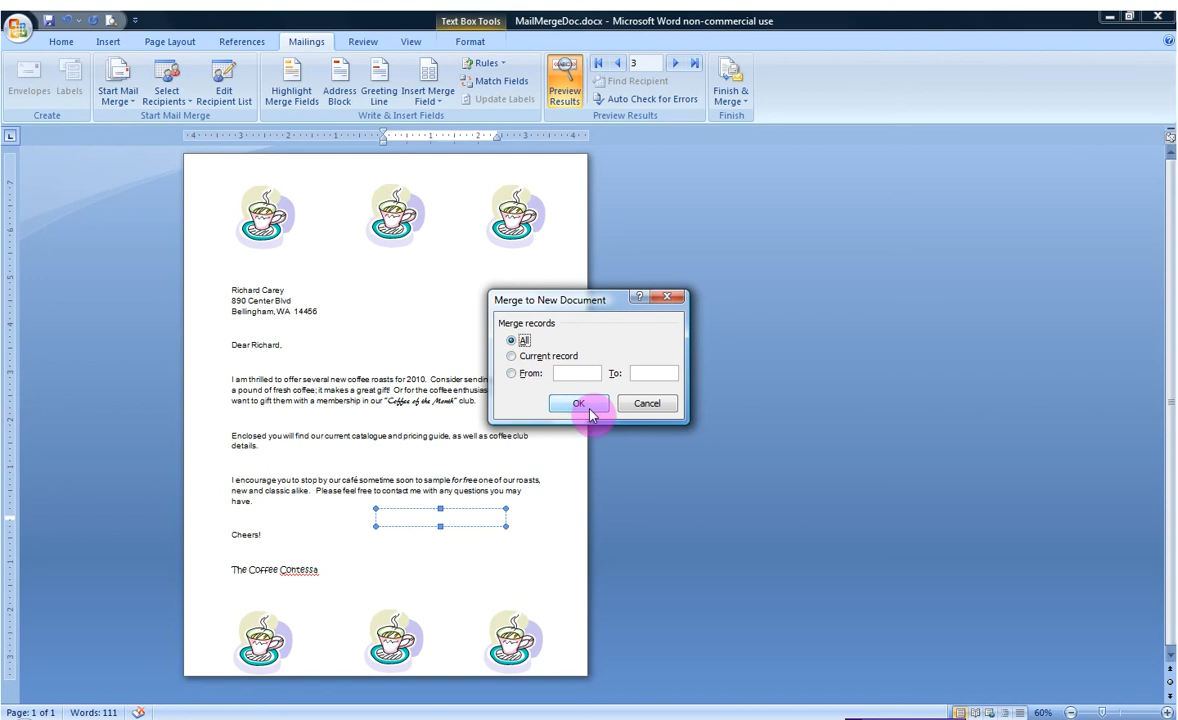 Text Box Tools
MailMergeDoc.docx - Microsoft Word non-commercial use
Home Insert Page Layout References Mailings Review View Format
Envelopes Labels
Create
Start Mail Merge
Select Recipients
Edit Recipient List
Start Mail Merge
Highlight Merge Fields
Address Block
Greeting Line
Insert Merge Field
Rules
Match Fields
Update Labels
Write & Insert Fields
Preview Results
3
Find Recipient
Auto Check for Errors
Preview Results
Finish & Merge
Finish
Richard Carey
890 Center Blvd
Bellingham, WA 14456
Dear Richard,
I am thrilled to offer several new coffee roasts for 2010. Consider sendin
a pound of fresh coffee; it makes a great gift! Or for the coffee enthusias
want to gift them with a membership in our "Coffee of the Month" club.
Enclosed you will find our current catalogue and pricing guide, as well as coffee club
details.
I encourage you to stop by our café sometime soon to sample for free one of our roasts,
new and classic alike. Please feel free to contact me with any questions you may
have.
Cheers!
The Coffee Contessa
Merge to New Document
Merge records
All
Current record
From: To:
OK Cancel
Page: 1 of 1 Words: 111
60%